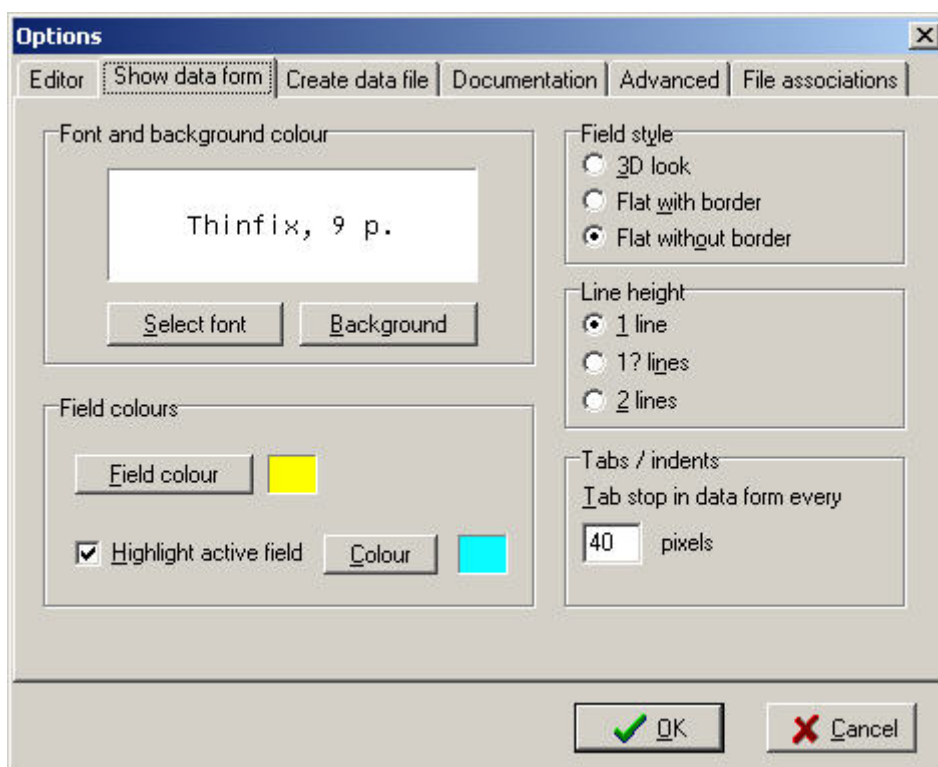 Options
Editor
Show data form
Create data file
Documentation
Advanced
File associations
Font and background colour
Thinfix, 9 p.
Select font
Background
Field colours
Field colour
Highlight active field
Colour
Field style
3D look
Flat with border
Flat without border
Line height
1 line
1? lines
2 lines
Tabs / indents
Tab stop in data form every
40 pixels
OK
Cancel